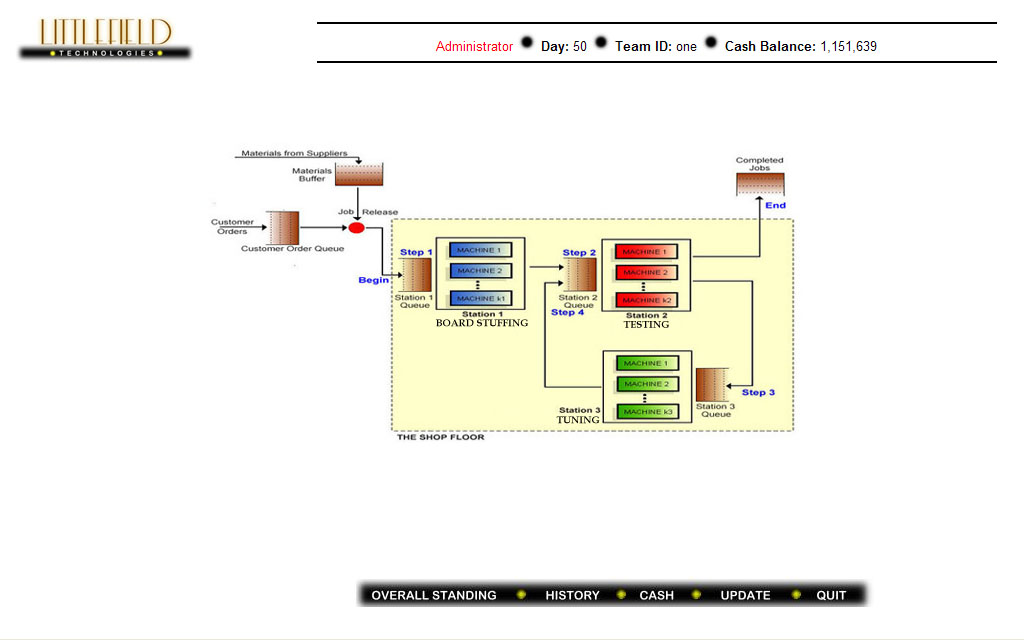 LITTLEFIELD
TECHNOLOGIES
Administrator Day: 50 Team ID: one Cash Balance: 1,151,639
Materials from Suppliers
Materials
Buffer
Completed
Jobs
End
Job Release
Customer
Orders
Customer Order Queue
Begin
Step 1
Station 1
Queue
MACHINE 1
MACHINE 2
MACHINE k1
Station 1
BOARD STUFFING
Step 2
Station 2
Queue
Step 4
MACHINE 1
MACHINE 2
MACHINE k2
Station 2
TESTING
MACHINE 1
MACHINE 2
MACHINE k3
Station 3
TUNING
Step 3
Station 3
Queue
THE SHOP FLOOR
OVERALL STANDING HISTORY CASH UPDATE QUIT